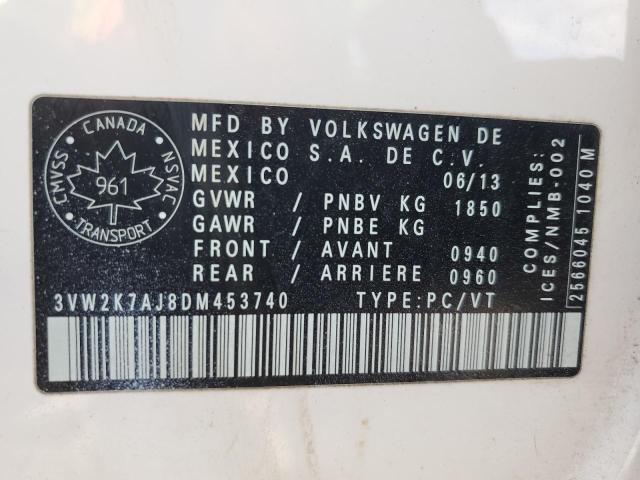 CANADA
CMVSS
NSVAC
961
TRANSPORT
MFD BY VOLKSWAGEN DE
MEXICO S.A. DE C.V.
MEXICO 06/13
GVWR / PNBV KG 1850
GAWR / PNBE KG
FRONT / AVANT 0940
REAR / ARRIERE 0960
3VW2K7AJ8DM453740 TYPE:PC/VT
COMPLIES:
ICES/NMB-002
2566045 1040 M